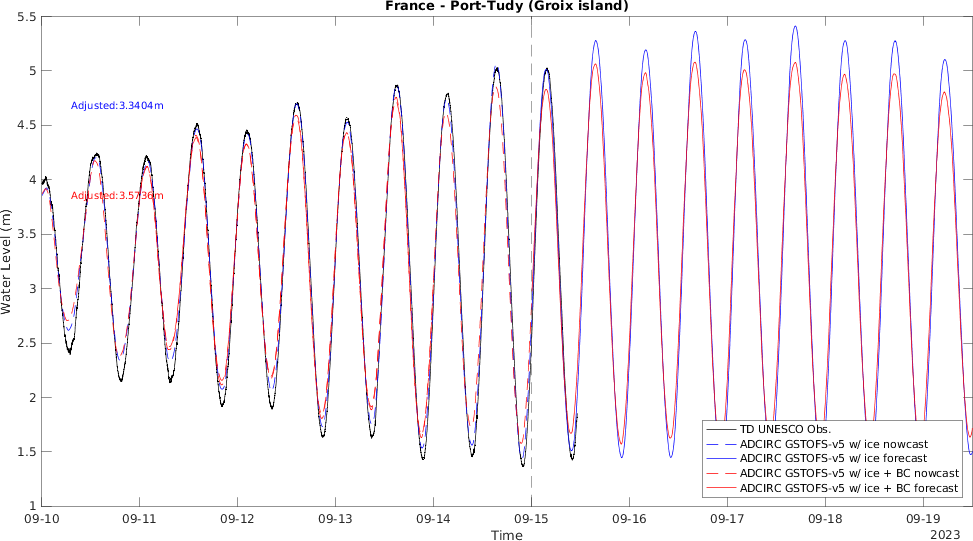 France - Port-Tudy (Groix island)
5.5
5
4.5
4
3.5
3
2.5
2
1.5
1
Water Level (m)
Adjusted:3.3404m
Adjusted:3.5736m
TD UNESCO Obs.
ADCIRC GSTOFS-v5 w/ ice nowcast
ADCIRC GSTOFS-v5 w/ ice forecast
ADCIRC GSTOFS-v5 w/ ice + BC nowcast
ADCIRC GSTOFS-v5 w/ ice + BC forecast
09-10 09-11 09-12 09-13 09-14 09-15 09-16 09-17 09-18 09-19
Time
2023